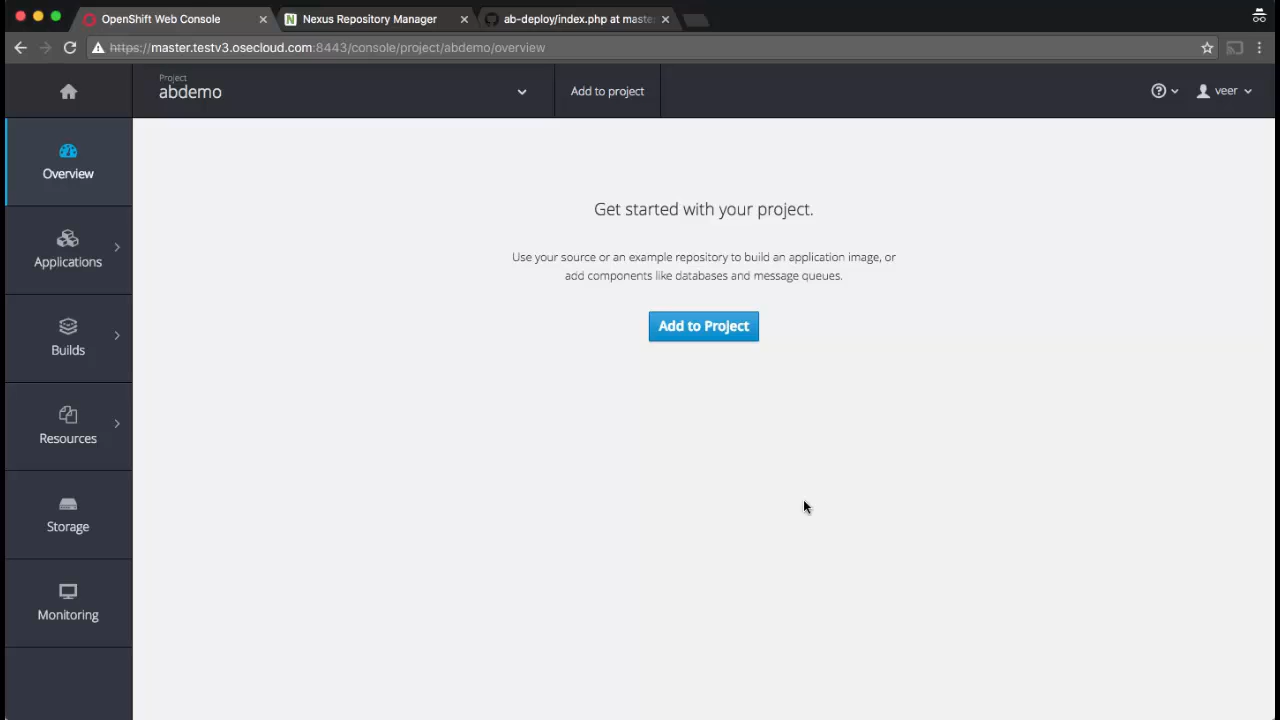 OpenShift Web Console
Nexus Repository Manager
ab-deploy/index.php at maste
https://master.testv3.osecloud.com:8443/console/project/abdemo/overview
Project
abdemo
Add to project
veer
Overview
Applications
Builds
Resources
Storage
Monitoring
Get started with your project.
Use your source or an example repository to build an application image, or
add components like databases and message queues.
Add to Project